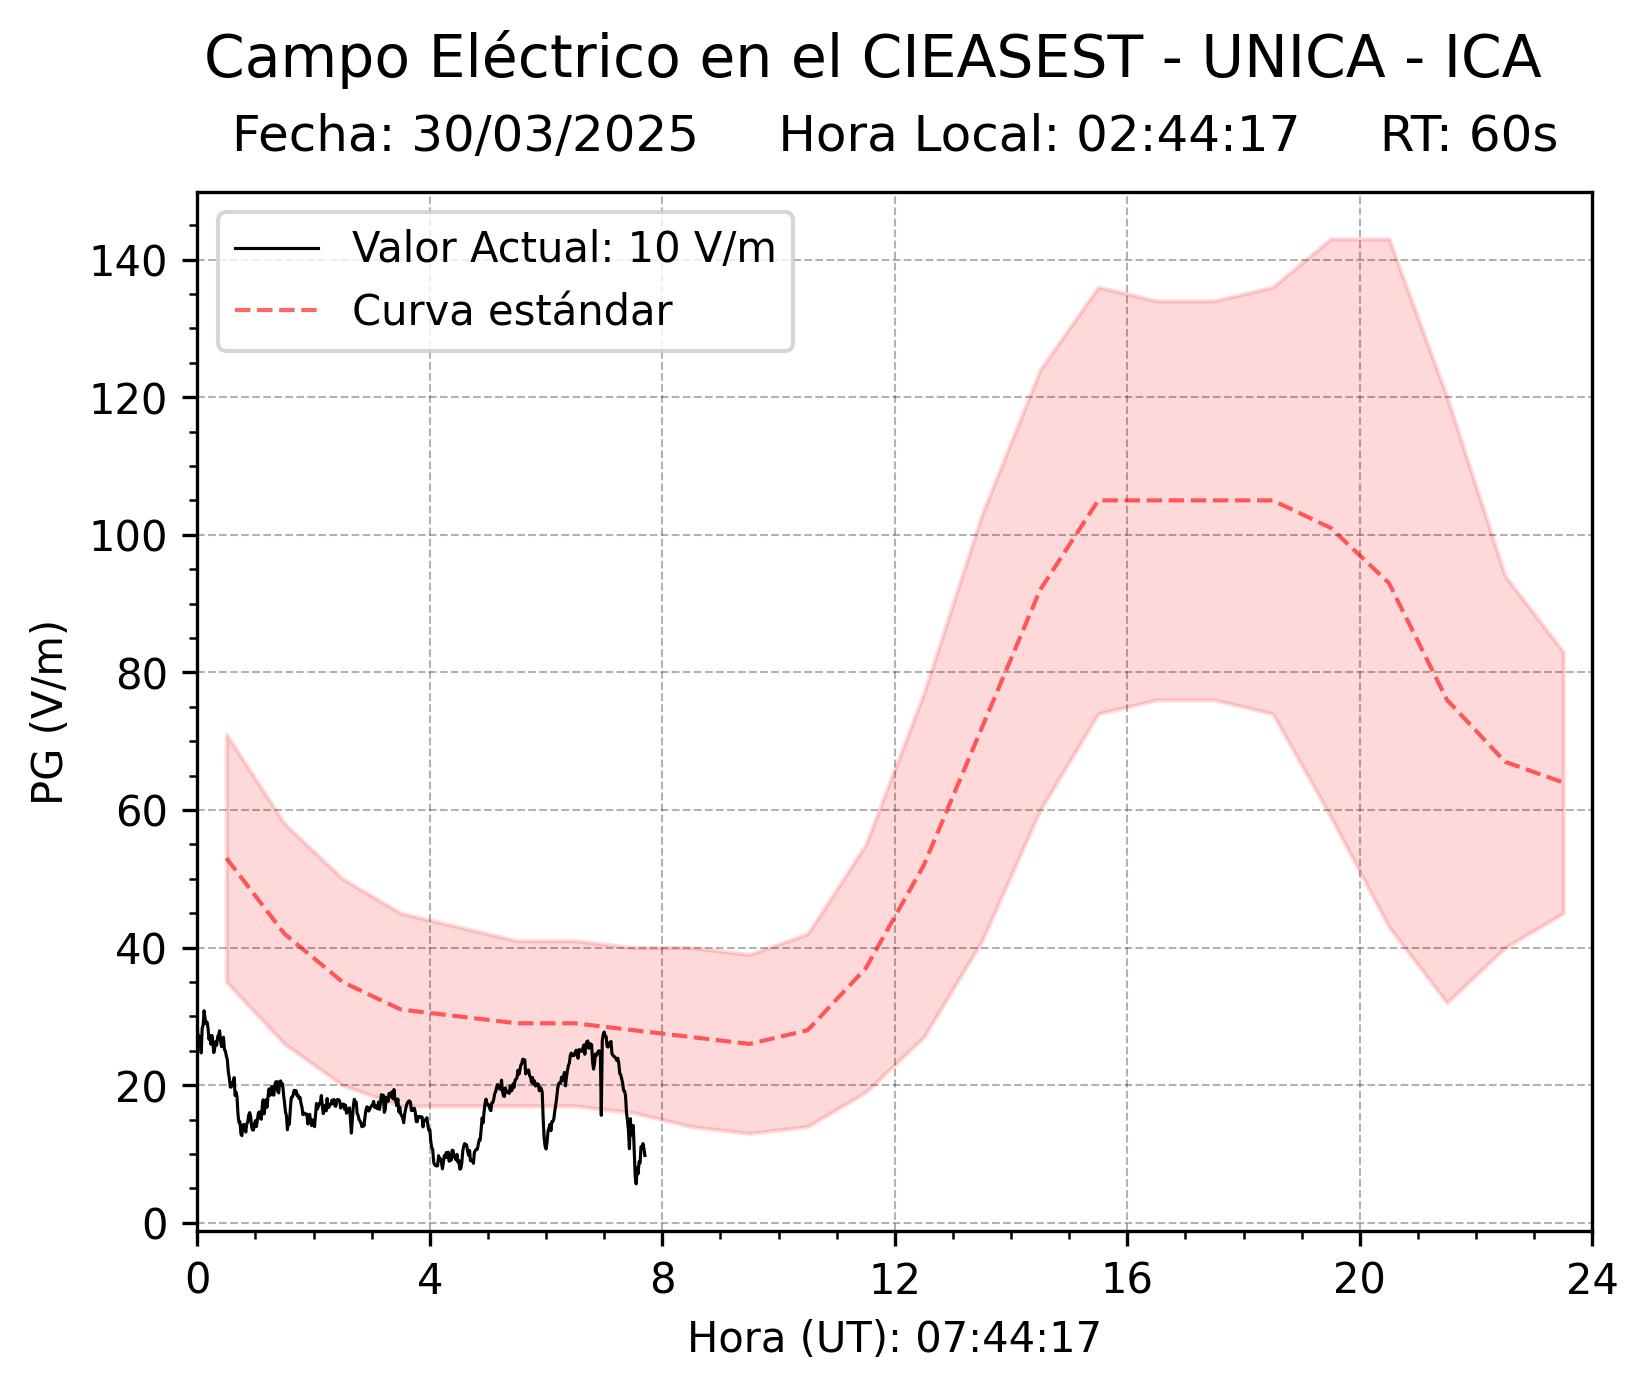 Campo Eléctrico en el CIEASEST - UNICA - ICA
Fecha: 30/03/2025 Hora Local: 02:44:17 RT: 60s
Valor Actual: 10 V/m
Curva estándar
PG (V/m)
140
120
100
80
60
40
20
0
0 4 8 12 16 20 24
Hora (UT): 07:44:17